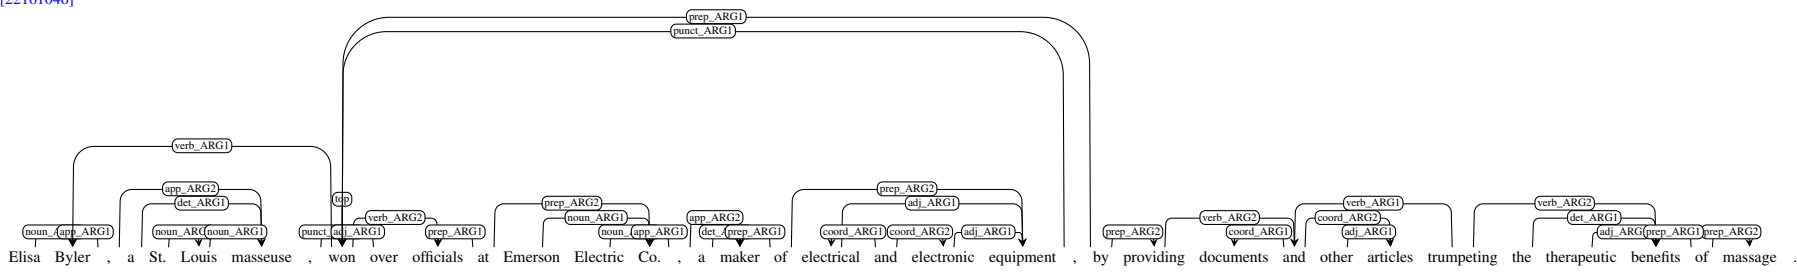 [22161046]
prep_ARG1
punct_ARG1
verb_ARG1
app_ARG2 prep_ARG2
top
det_ARG1 prep_ARG2 adj_ARG1 verb_ARG1 verb_ARG2
verb_ARG2 noun_ARG1 app_ARG2 verb_ARG2 coord_ARG2 det_ARG1
app_ARG1 noun_ARG1 adj_ARG1 prep_ARG1 app_ARG1 prep_ARG1 coord_ARG1 coord_ARG2 adj_ARG1 prep_ARG2 coord_ARG1 adj_ARG1 prep_ARG1 prep_ARG2
Elisa Byler , a St. Louis masseuse , won over officials at Emerson Electric Co. , a maker of electrical and electronic equipment , by providing documents and other articles trumpeting the therapeutic benefits of massage .